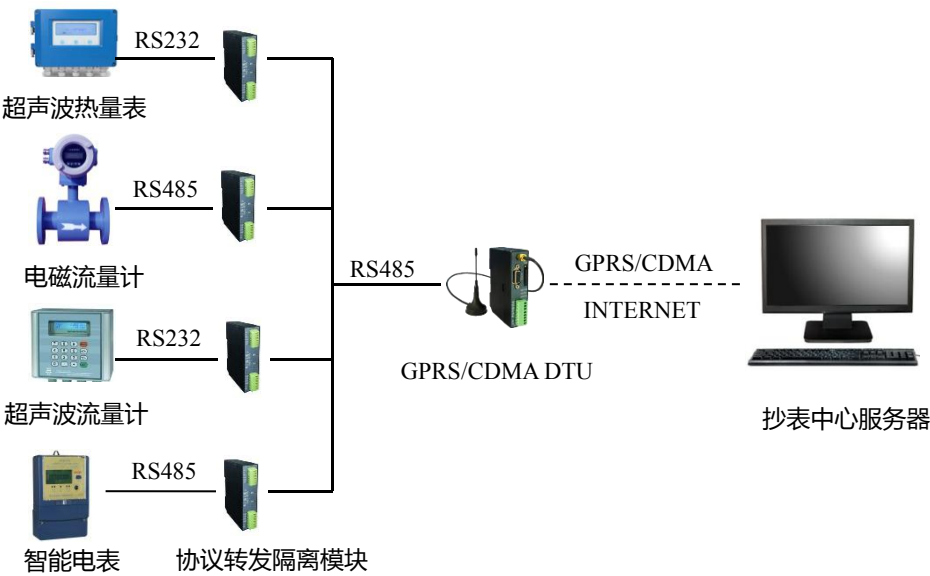 RS232
超声波热量表
RS485
电磁流量计
RS485
GPRS/CDMA
INTERNET
RS232
GPRS/CDMA DTU
超声波流量计
抄表中心服务器
RS485
智能电表
协议转发隔离模块